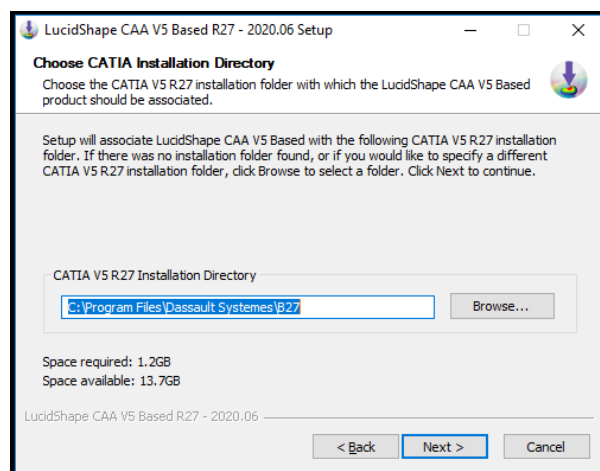 LucidShape CAA V5 Based R27 - 2020.06 Setup
Choose CATIA Installation Directory
Choose the CATIA V5 R27 installation folder with which the LucidShape CAA V5 Based
product should be associated.
Setup will associate LucidShape CAA V5 Based with the following CATIA V5 R27 installation
folder. If there was no installation folder found, or if you would like to specify a different
CATIA V5 R27 installation folder, click Browse to select a folder. Click Next to continue.
CATIA V5 R27 Installation Directory
C:\Program Files\Dassault Systemes\B27
Browse...
Space required: 1.2GB
Space available: 13.7GB
LucidShape CAA V5 Based R27 - 2020.06
< Back
Next >
Cancel